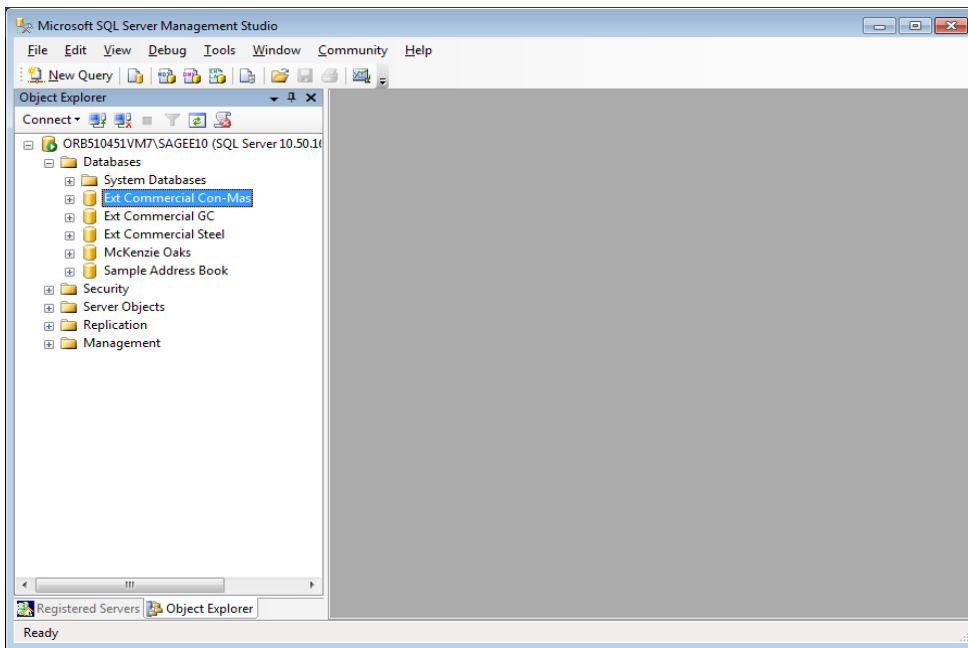 Microsoft SQL Server Management Studio
File Edit View Debug Tools Window Community Help
New Query
Object Explorer
Connect
ORB510451VM7\SAGEE10 (SQL Server 10.50.16
Databases
System Databases
Ext Commercial Con-Mas
Ext Commercial GC
Ext Commercial Steel
McKenzie Oaks
Sample Address Book
Security
Server Objects
Replication
Management
Registered Servers Object Explorer
Ready